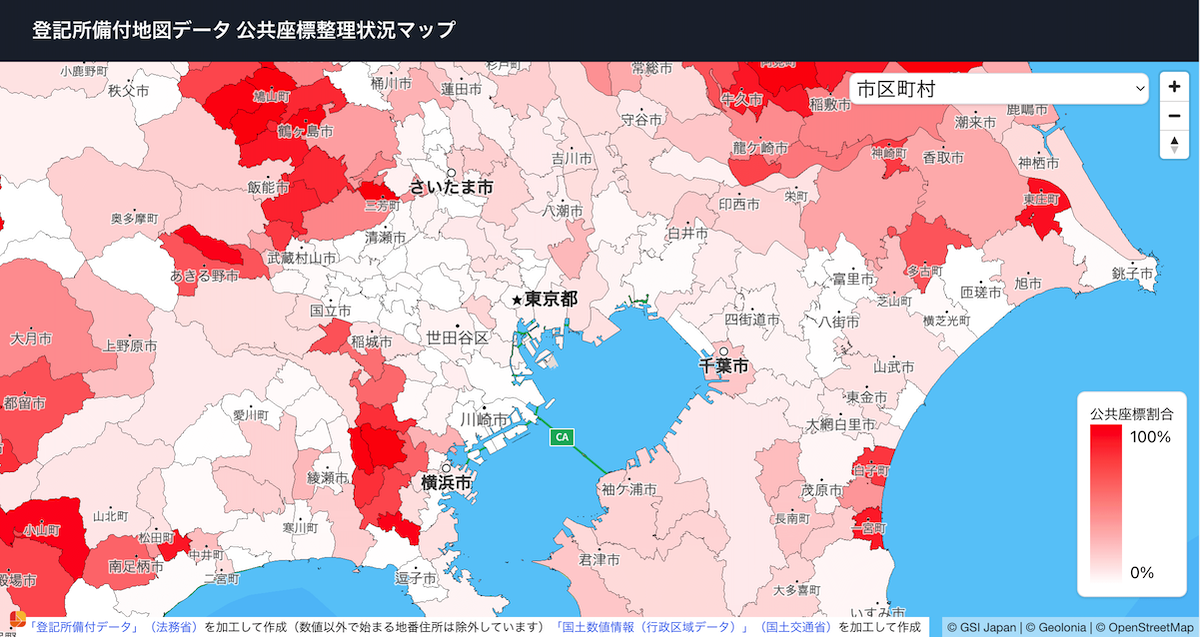 登記所備付地図データ 公共座標整理状況マップ
小鹿野町
秩父市
鳩山町
鶴ヶ島市
桶川市
蓮田市
杉戸町
常総市
阿見町
牛久市
稲敷市
市区町村
鹿嶋市
潮来市
守谷市
龍ケ崎市
神崎町
香取市
神栖市
吉川市
飯能市
さいたま市
三芳町
八潮市
印西市
栄町
東庄町
奥多摩町
清瀬市
白井市
あきる野市
武蔵村山市
富里市
多古町
匝瑳市
旭市
銚子市
東京都
芝山町
国立市
四街道市
八街市
横芝光町
大月市
上野原市
稲城市
世田谷区
千葉市
山武市
都留市
愛川町
川崎市
東金市
大網白里市
CA
公共座標割合
100%
0%
綾瀬市
横浜市
袖ケ浦市
白子町
茂原市
小山町
山北町
寒川町
長南町
一宮町
松田町
中井町
南足柄市
二宮町
逗子市
君津市
大多喜町
いすみ市
「登記所備付データ」（法務省）を加工して作成（数値以外で始まる地番住所は除外しています）「国土数値情報（行政区域データ）」（国土交通省）を加工して作成
© GSI Japan | © Geolonia | © OpenStreetMap